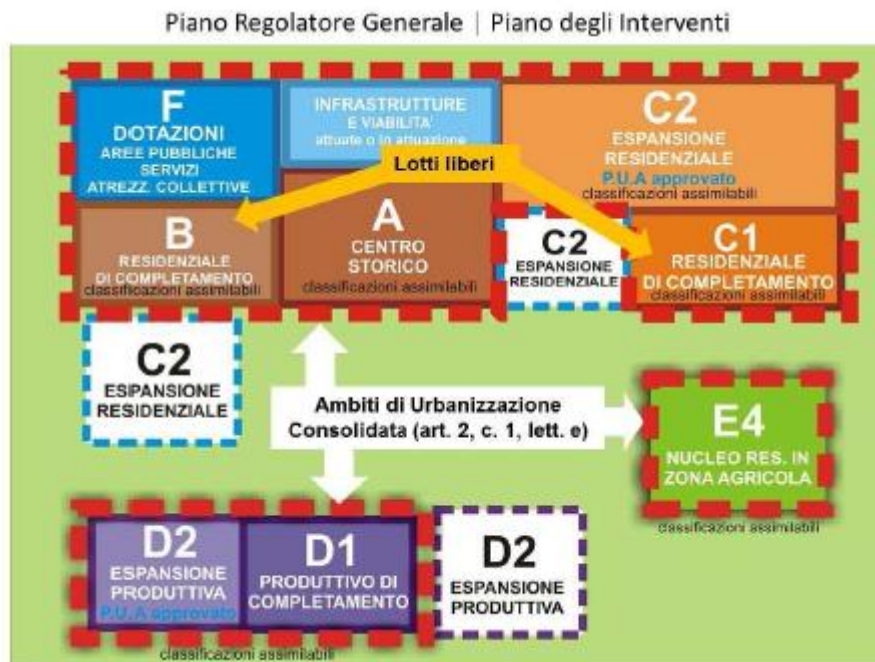 Piano Regolatore Generale | Piano degli Interventi
F
DOTAZIONI
AREE PUBBLICHE
SERVIZI
ATREZZ. COLLETTIVE
INFRASTRUTTURE
E VIABILITA'
attuate o in attuazione
C2
ESPANSIONE
RESIDENZIALE
P.U.A approvato
classificazioni assimilabili
Lotti liberi
B
RESIDENZIALE
DI COMPLETAMENTO
classificazioni assimilabili
A
CENTRO
STORICO
classificazioni assimilabili
C2
ESPANSIONE
RESIDENZIALE
C1
RESIDENZIALE
DI COMPLETAMENTO
classificazioni assimilabili
C2
ESPANSIONE
RESIDENZIALE
Ambiti di Urbanizzazione
Consolidata (art. 2, c. 1, lett. e)
E4
NUCLEO RES. IN
ZONA AGRICOLA
classificazioni assimilabili
D2
ESPANSIONE
PRODUTTIVA
P.U.A approvato
D1
PRODUTTIVO DI
COMPLETAMENTO
D2
ESPANSIONE
PRODUTTIVA
classificazioni assimilabili